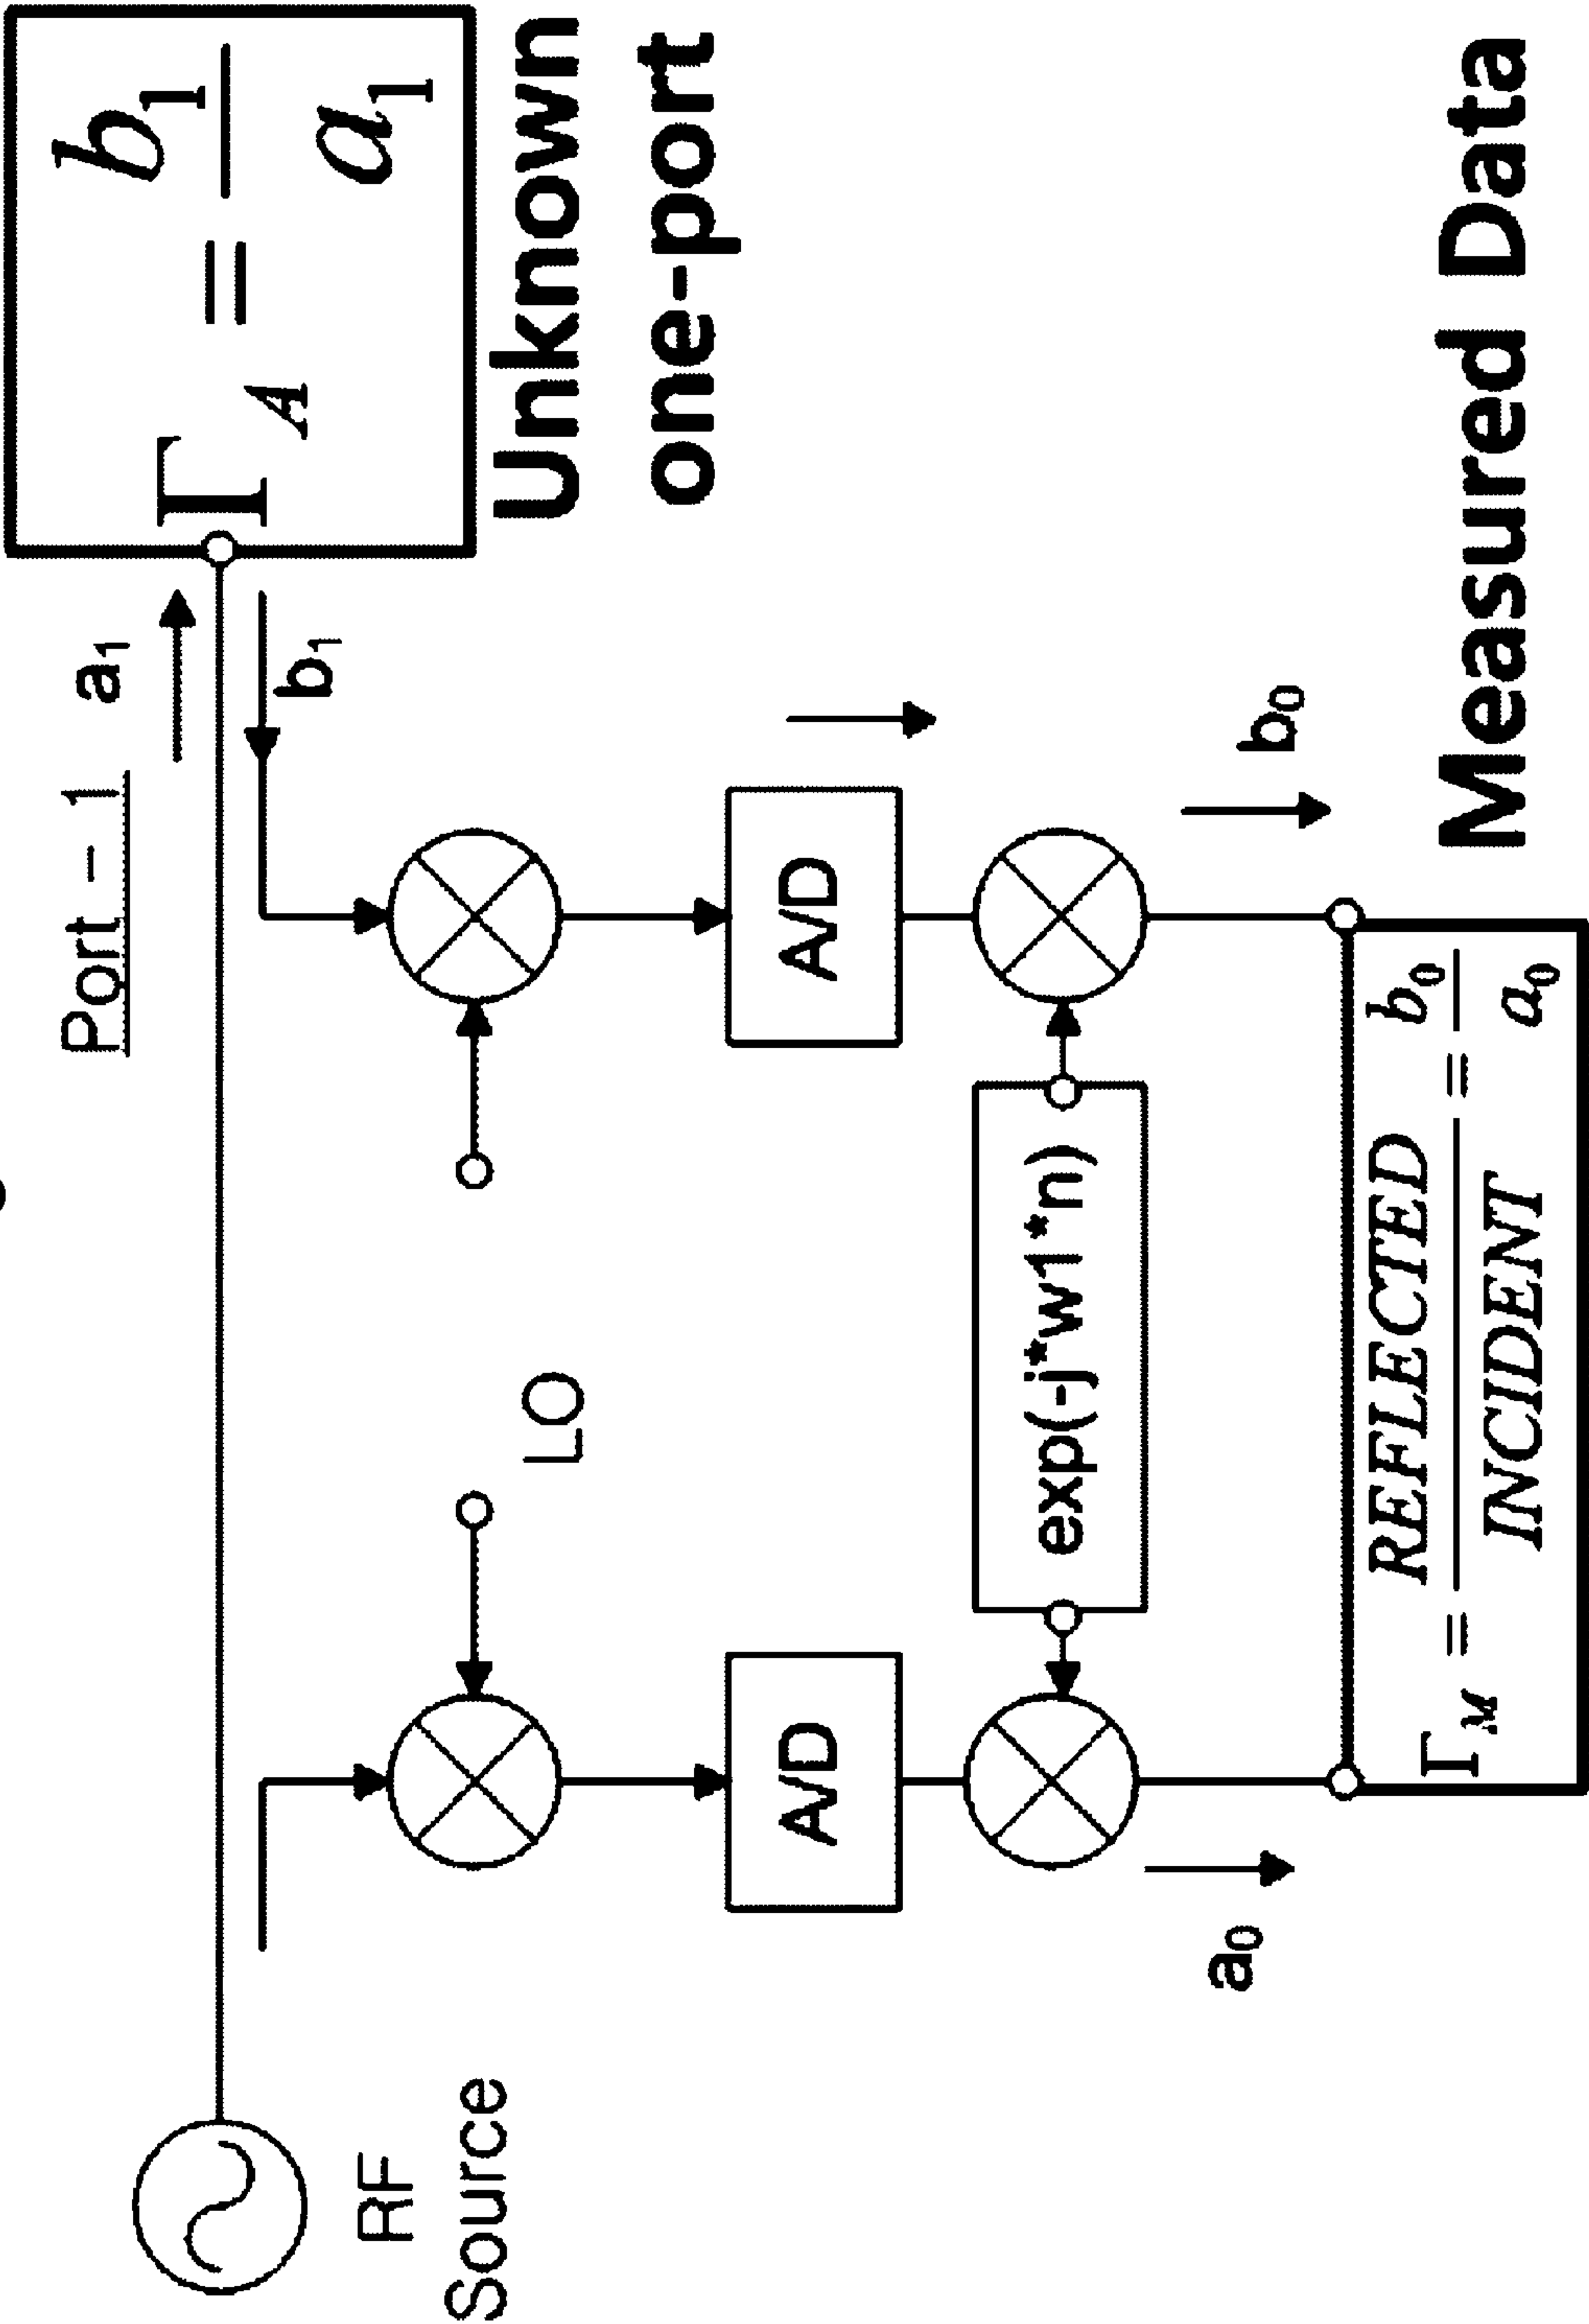 Port - 1
a₁
b₁
Γ_A = b₁ / a₁
Unknown
one-port
RF
Source
LO
A/D
A/D
exp(-j*w1*n)
a₀
b₀
Γ_M = REFLECTED / INCIDENT = b₀ / a₀
Measured Data